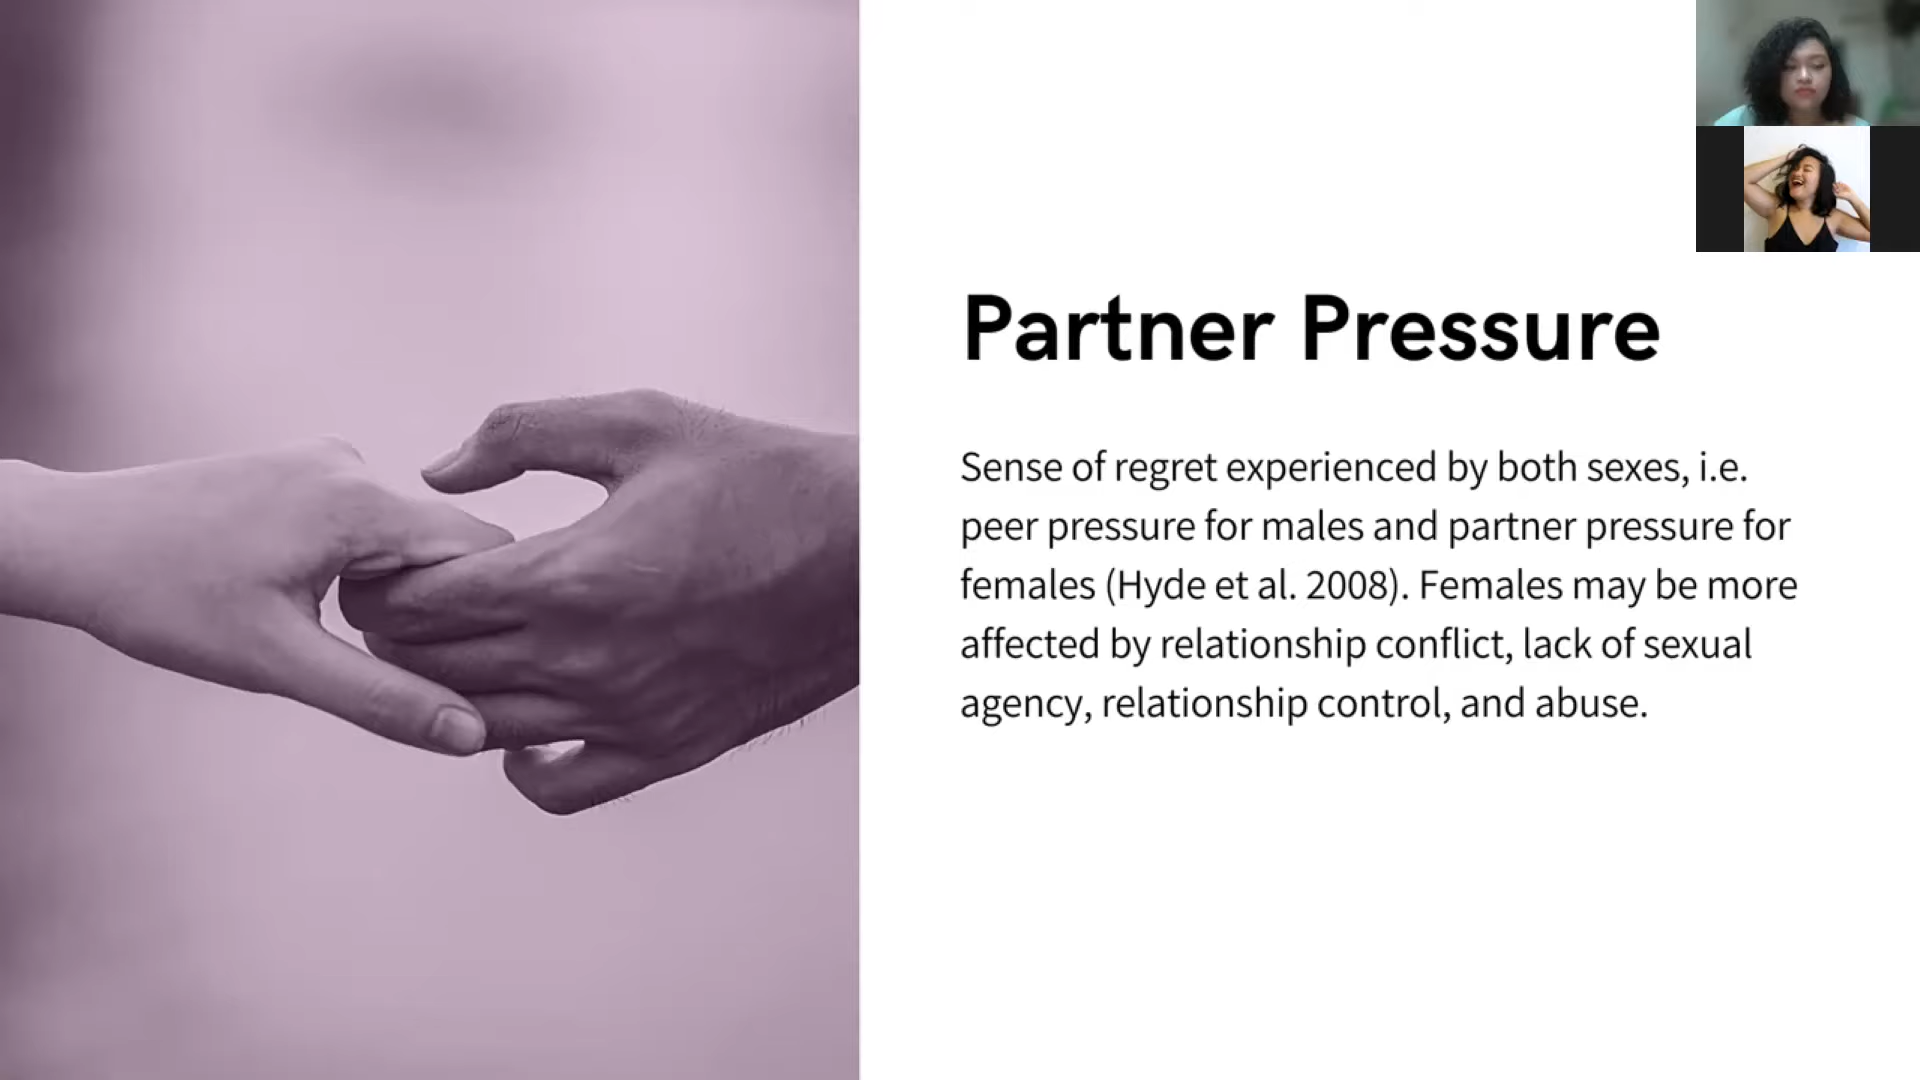 Partner Pressure
Sense of regret experienced by both sexes, i.e.
peer pressure for males and partner pressure for
females (Hyde et al. 2008). Females may be more
affected by relationship conflict, lack of sexual
agency, relationship control, and abuse.